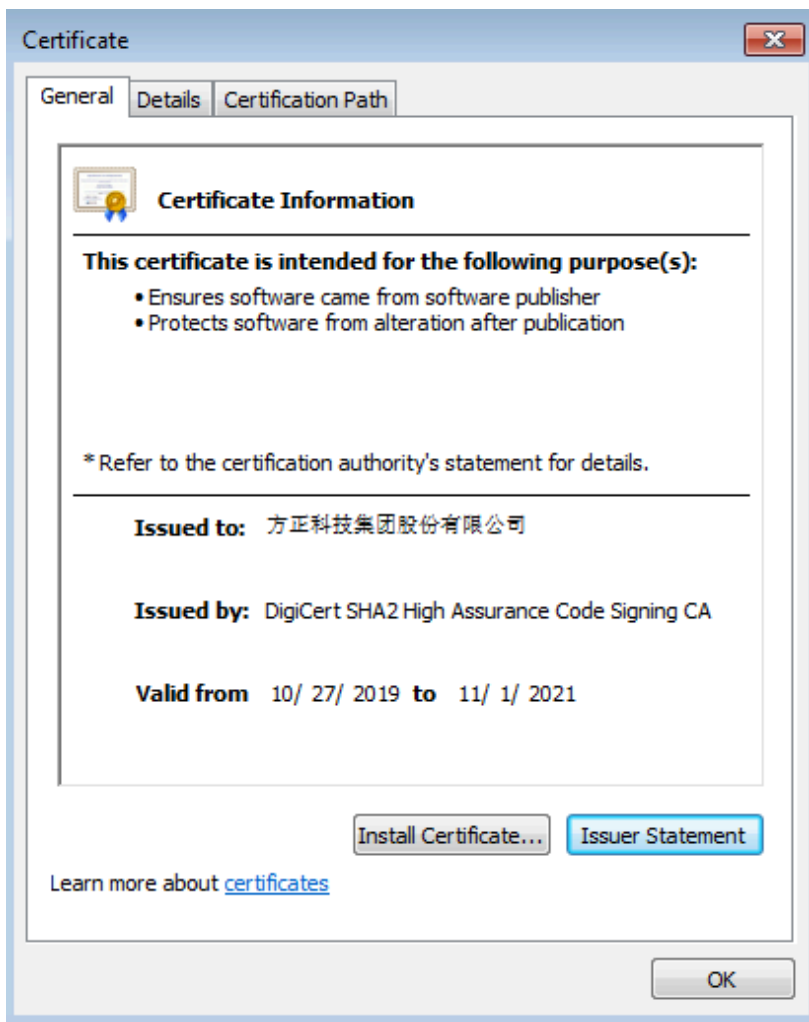 Certificate
General Details Certification Path
Certificate Information
This certificate is intended for the following purpose(s):
• Ensures software came from software publisher
• Protects software from alteration after publication
* Refer to the certification authority's statement for details.
Issued to: 方正科技集团股份有限公司
Issued by: DigiCert SHA2 High Assurance Code Signing CA
Valid from 10/ 27/ 2019 to 11/ 1/ 2021
Install Certificate... Issuer Statement
Learn more about certificates
OK